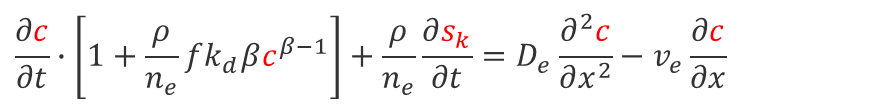 ∂c/∂t · [1 + ρ/nₑ f k_d β c^(β−1)] + ρ/nₑ ∂s_k/∂t = Dₑ ∂²c/∂x² − vₑ ∂c/∂x